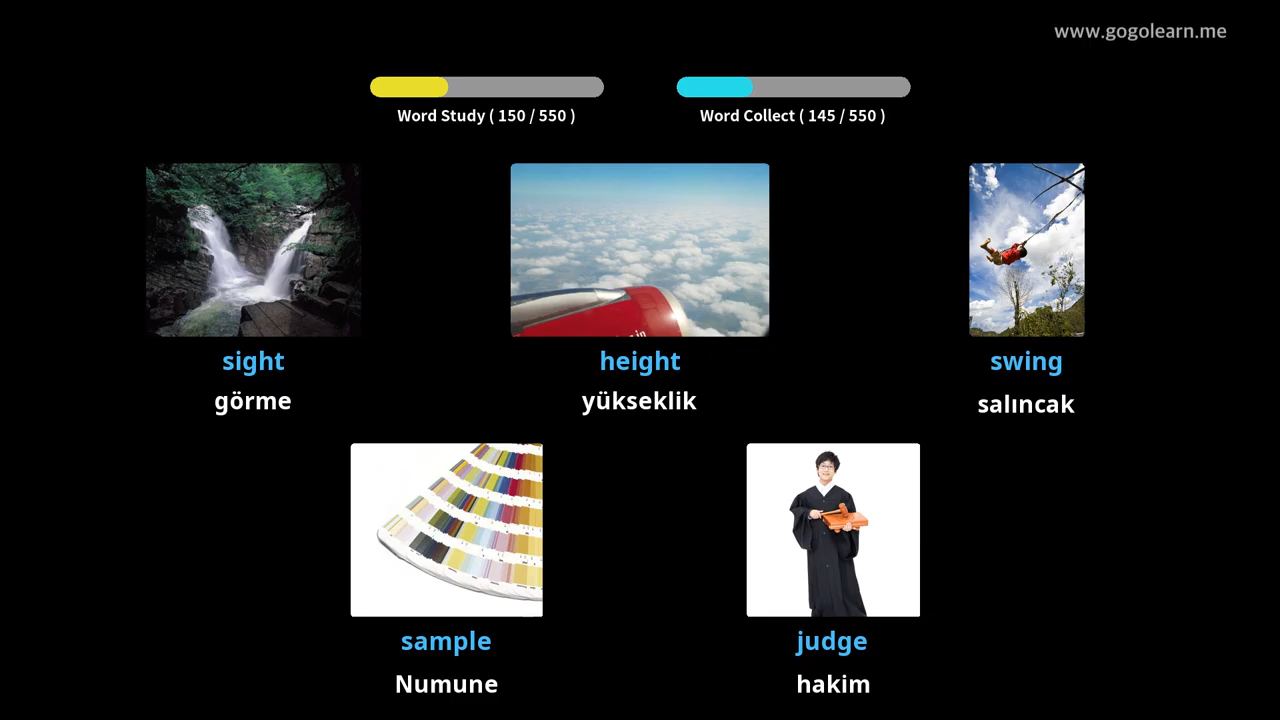 www.gogolearn.me
Word Study ( 150 / 550 )
Word Collect ( 145 / 550 )
sight
görme
height
yükseklik
swing
salıncak
sample
Numune
judge
hakim